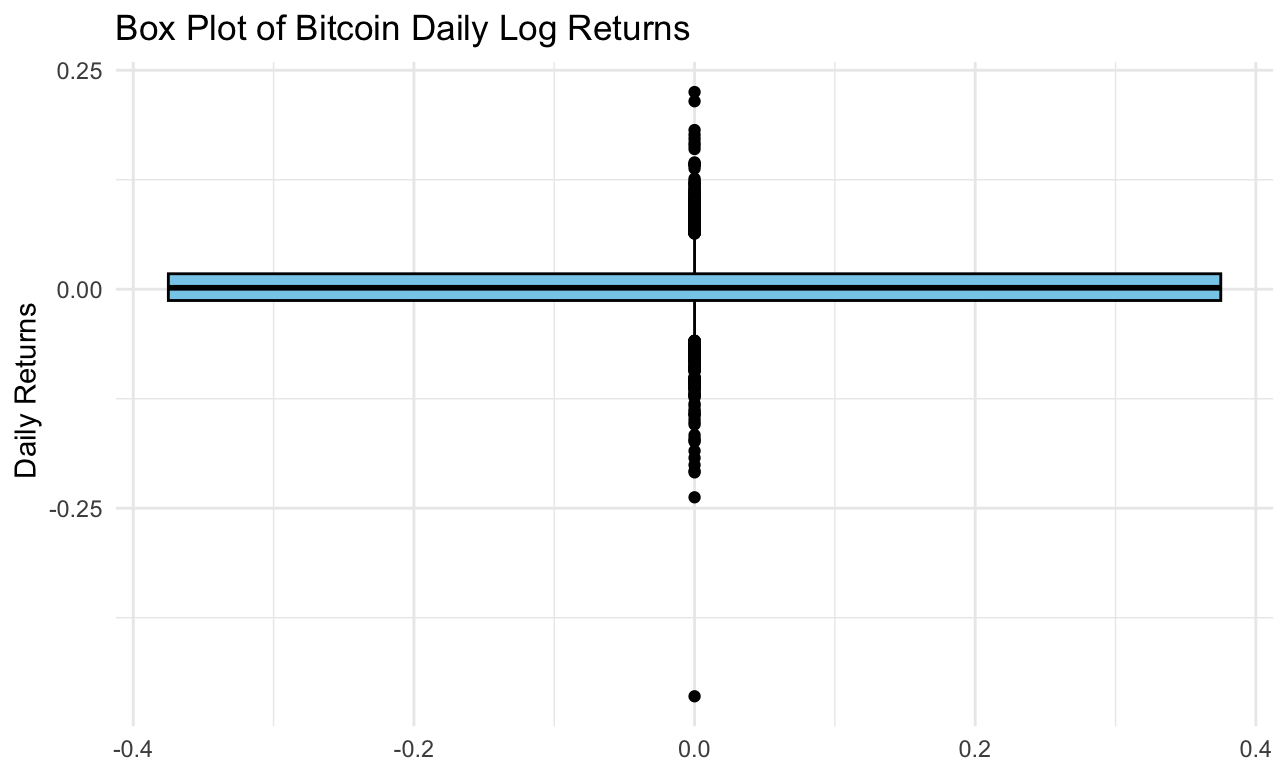 Box Plot of Bitcoin Daily Log Returns
0.25
0.00
-0.25
Daily Returns
-0.4 -0.2 0.0 0.2 0.4